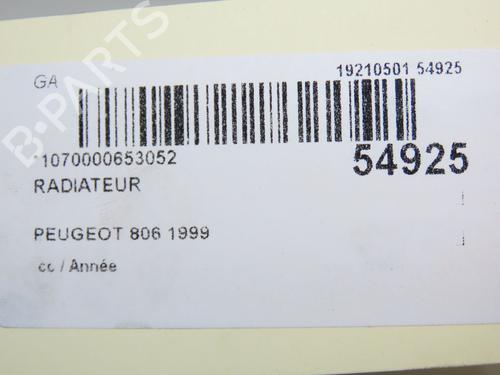 GA 19210501 54925
*1070000653052 54925
RADIATEUR
PEUGEOT 806 1999
cc / Année
B-PARTS